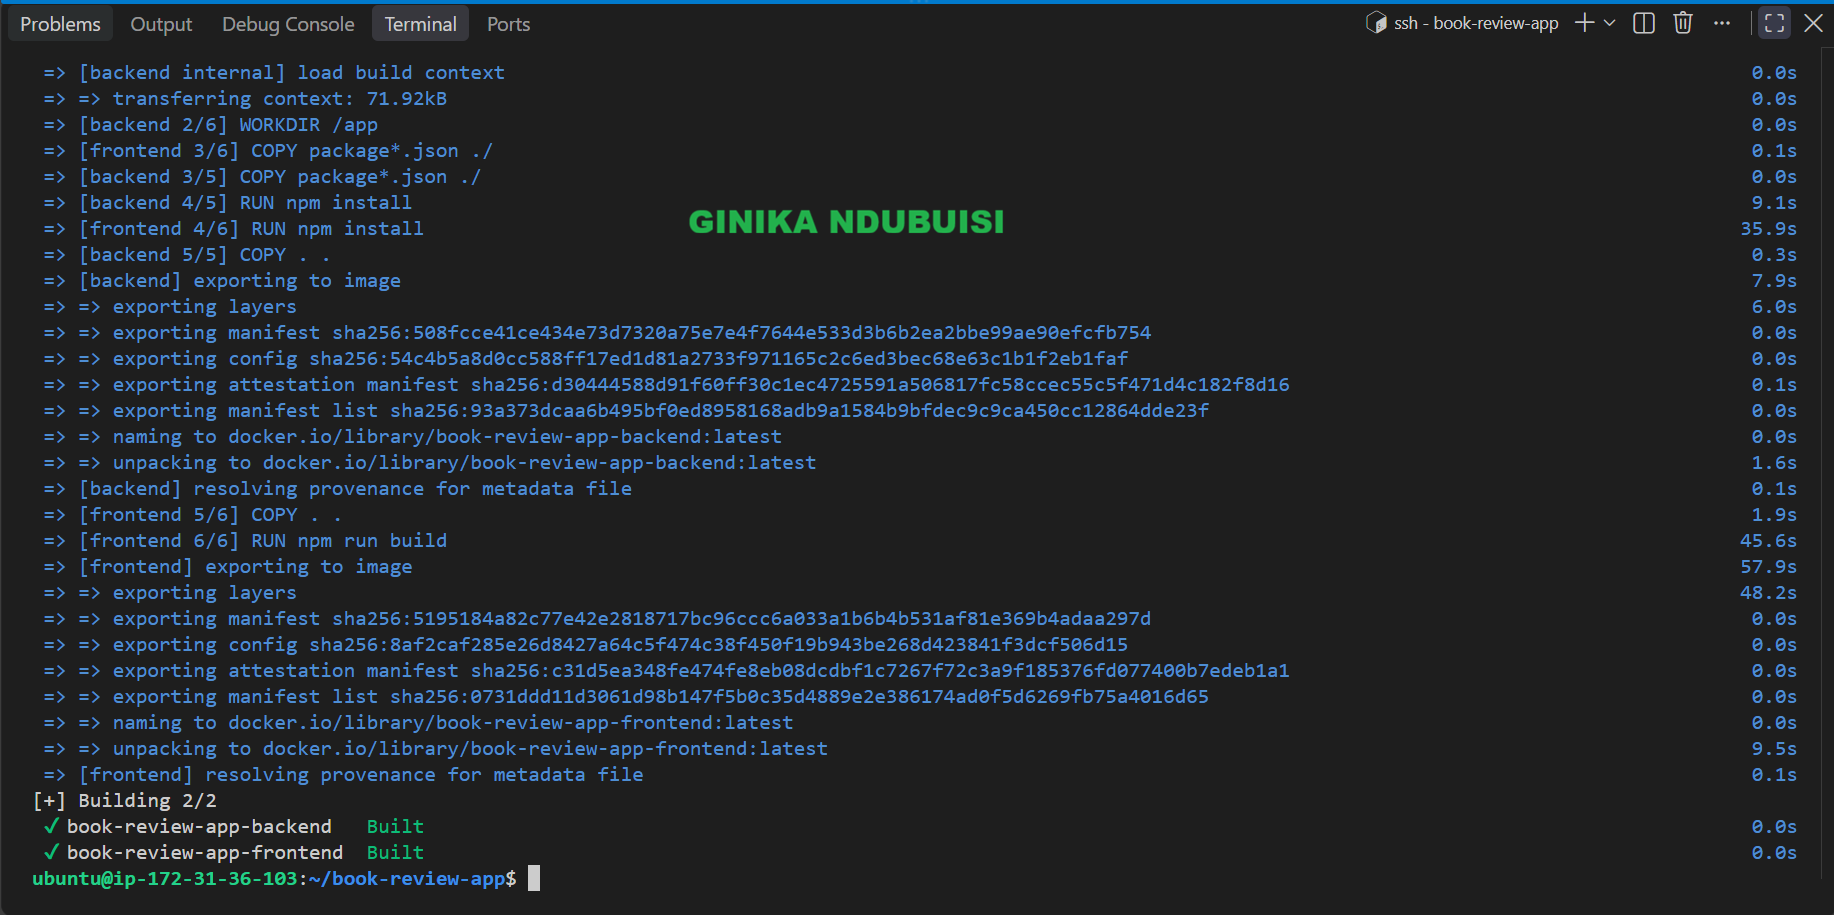 Problems Output Debug Console Terminal Ports ssh - book-review-app
=> [backend internal] load build context 0.0s
=> => transferring context: 71.92kB 0.0s
=> [backend 2/6] WORKDIR /app 0.0s
=> [frontend 3/6] COPY package*.json ./ 0.1s
=> [backend 3/5] COPY package*.json ./ 0.0s
=> [backend 4/5] RUN npm install 9.1s
GINIKA NDUBUISI
=> [frontend 4/6] RUN npm install 35.9s
=> [backend 5/5] COPY . . 0.3s
=> [backend] exporting to image 7.9s
=> => exporting layers 6.0s
=> => exporting manifest sha256:508fcce41ce434e73d7320a75e7e4f7644e533d3b6b2ea2bbe99ae90efcfb754 0.0s
=> => exporting config sha256:54c4b5a8d0cc588ff17ed1d81a2733f971165c2c6ed3bec68e63c1b1f2eb1faf 0.0s
=> => exporting attestation manifest sha256:d30444588d91f60ff30c1ec4725591a506817fc58ccec55c5f471d4c182f8d16 0.1s
=> => exporting manifest list sha256:93a373dcaa6b495bf0ed8958168adb9a1584b9bfdec9c9ca450cc12864dde23f 0.0s
=> => naming to docker.io/library/book-review-app-backend:latest 0.0s
=> => unpacking to docker.io/library/book-review-app-backend:latest 1.6s
=> [backend] resolving provenance for metadata file 0.1s
=> [frontend 5/6] COPY . . 1.9s
=> [frontend 6/6] RUN npm run build 45.6s
=> [frontend] exporting to image 57.9s
=> => exporting layers 48.2s
=> => exporting manifest sha256:5195184a82c77e42e2818717bc96ccc6a033a1b6b4b531af81e369b4adaa297d 0.0s
=> => exporting config sha256:8af2caf285e26d8427a64c5f474c38f450f19b943be268d423841f3dcf506d15 0.0s
=> => exporting attestation manifest sha256:c31d5ea348fe474fe8eb08dcdbf1c7267f72c3a9f185376fd077400b7edeb1a1 0.0s
=> => exporting manifest list sha256:0731ddd11d3061d98b147f5b0c35d4889e2e386174ad0f5d6269fb75a4016d65 0.0s
=> => naming to docker.io/library/book-review-app-frontend:latest 0.0s
=> => unpacking to docker.io/library/book-review-app-frontend:latest 9.5s
=> [frontend] resolving provenance for metadata file 0.1s
[+] Building 2/2
✓ book-review-app-backend Built 0.0s
✓ book-review-app-frontend Built 0.0s
ubuntu@ip-172-31-36-103:~/book-review-app$